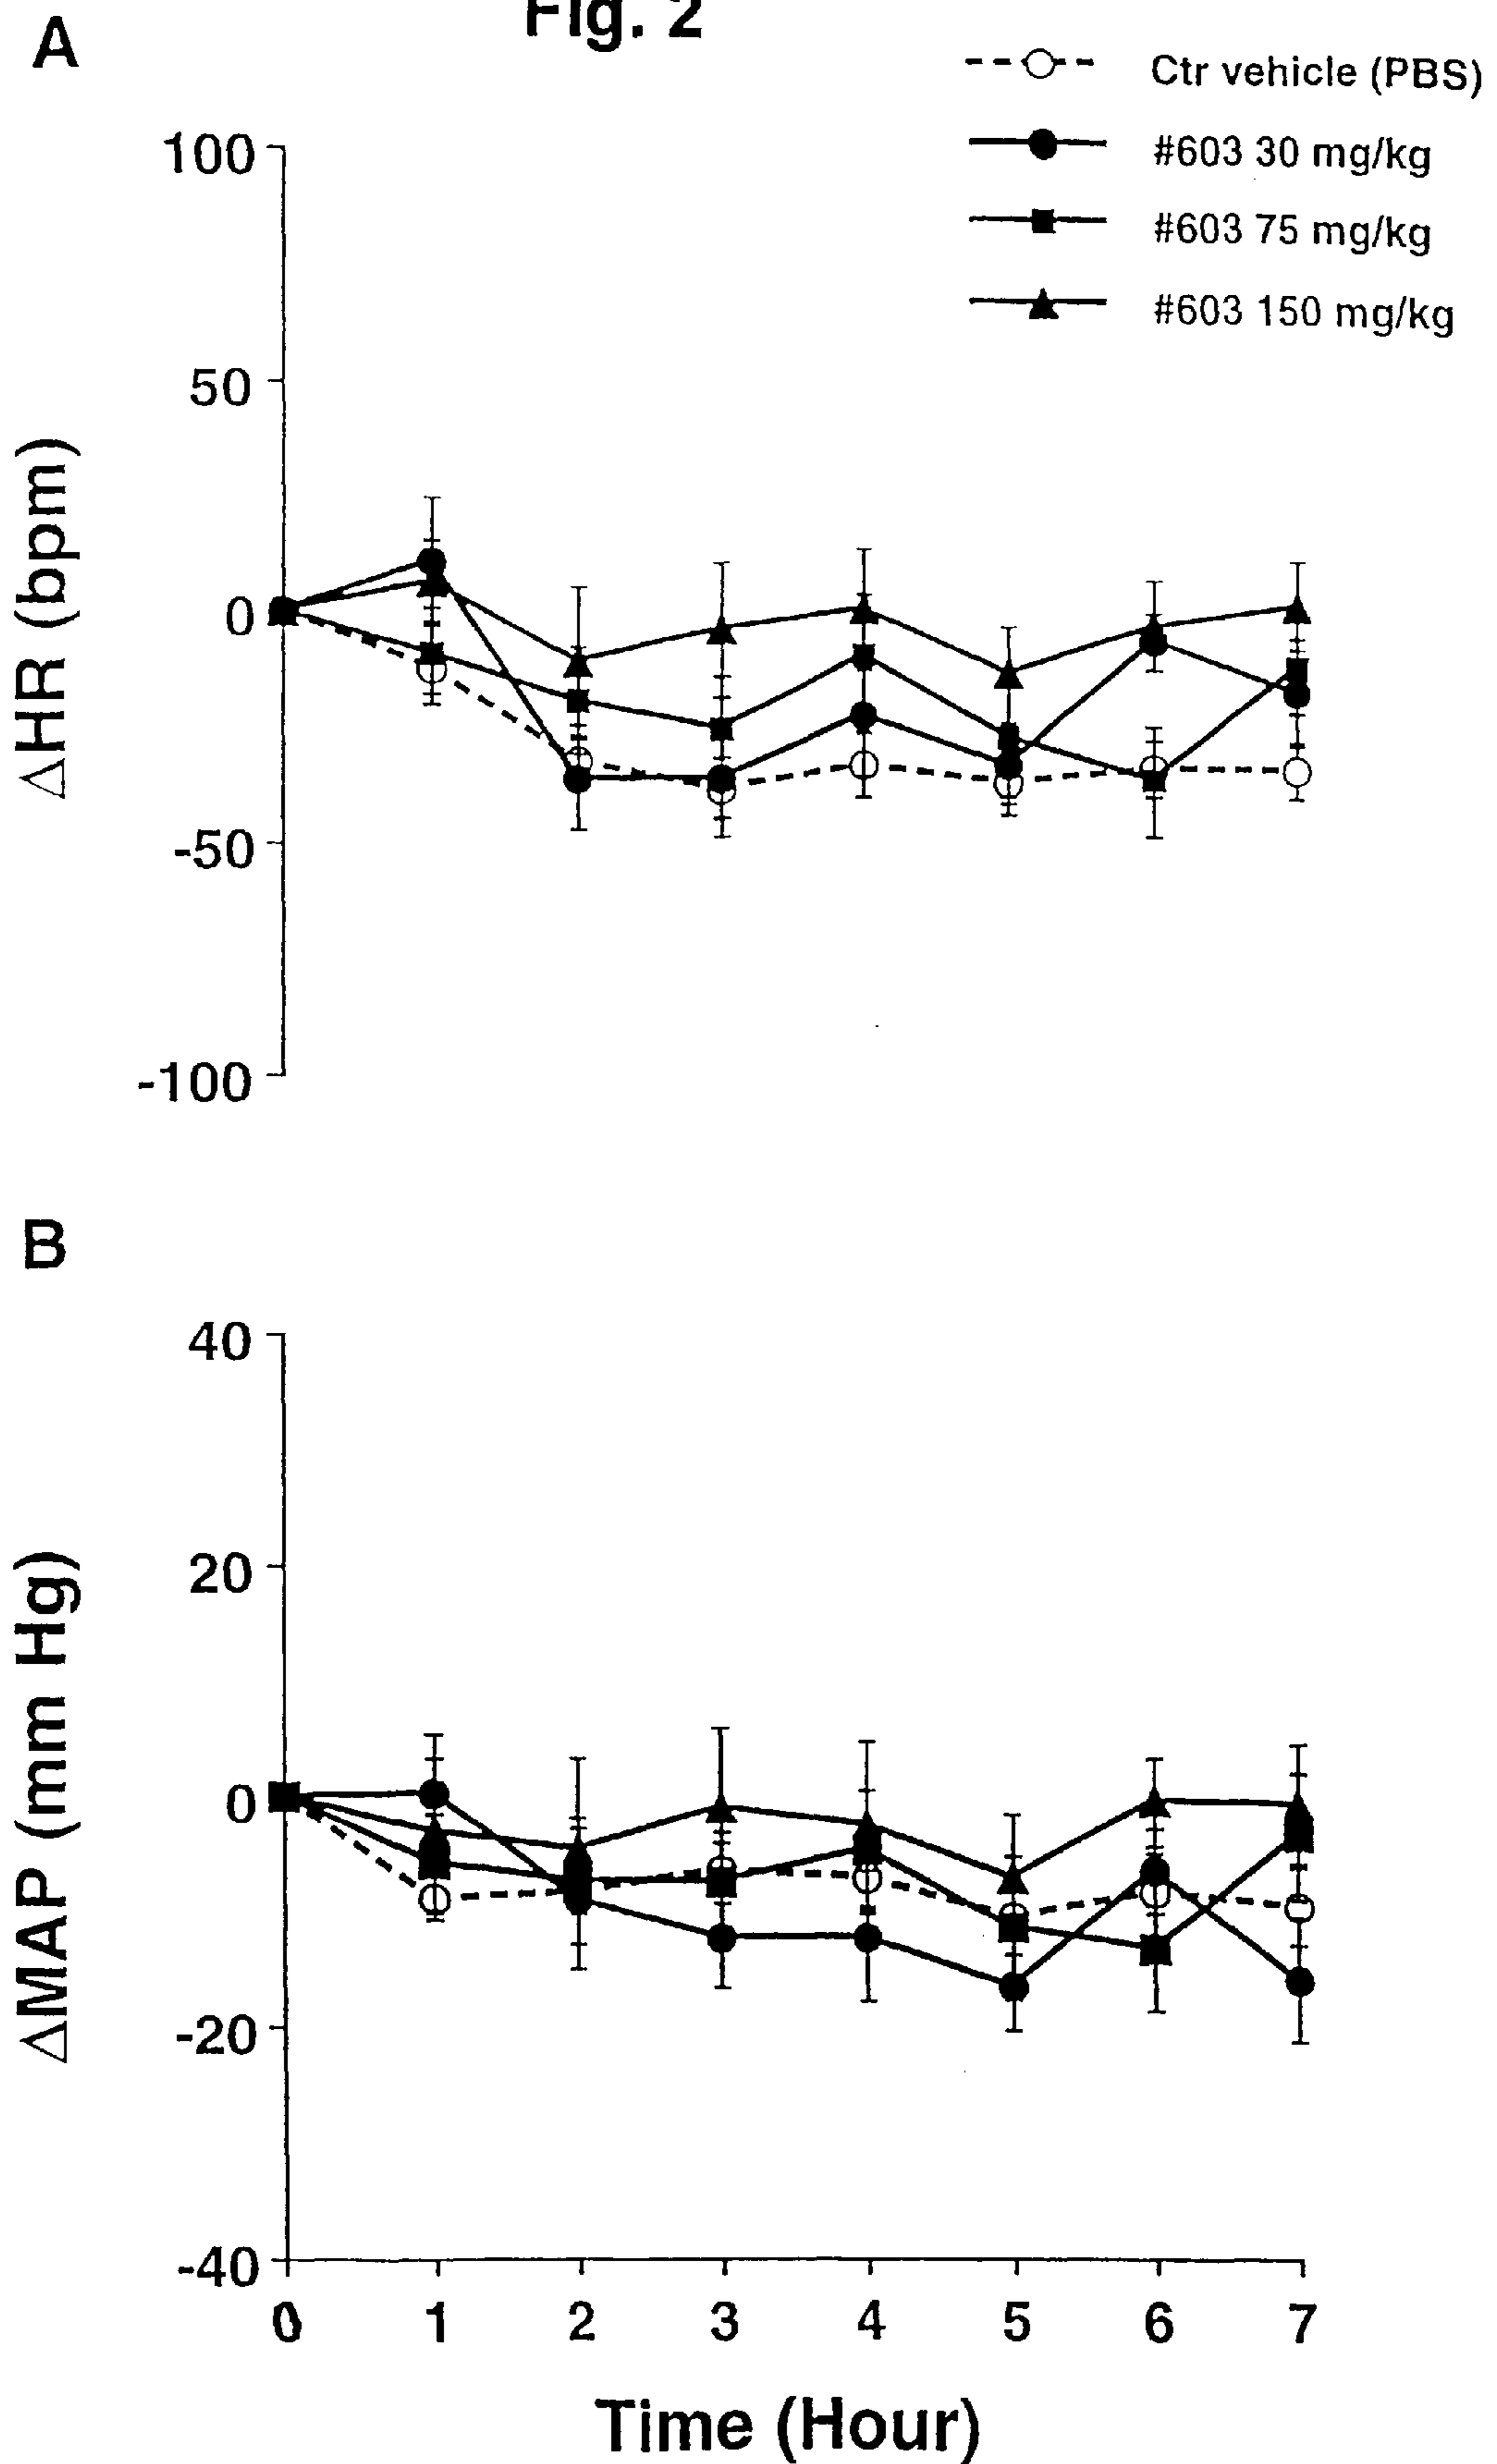 Fig. 2
A
Ctr vehicle (PBS)
#603 30 mg/kg
#603 75 mg/kg
#603 150 mg/kg
100
50
0
-50
-100
△HR (bpm)
B
40
20
0
-20
-40
△MAP (mm Hg)
0 1 2 3 4 5 6 7
Time (Hour)